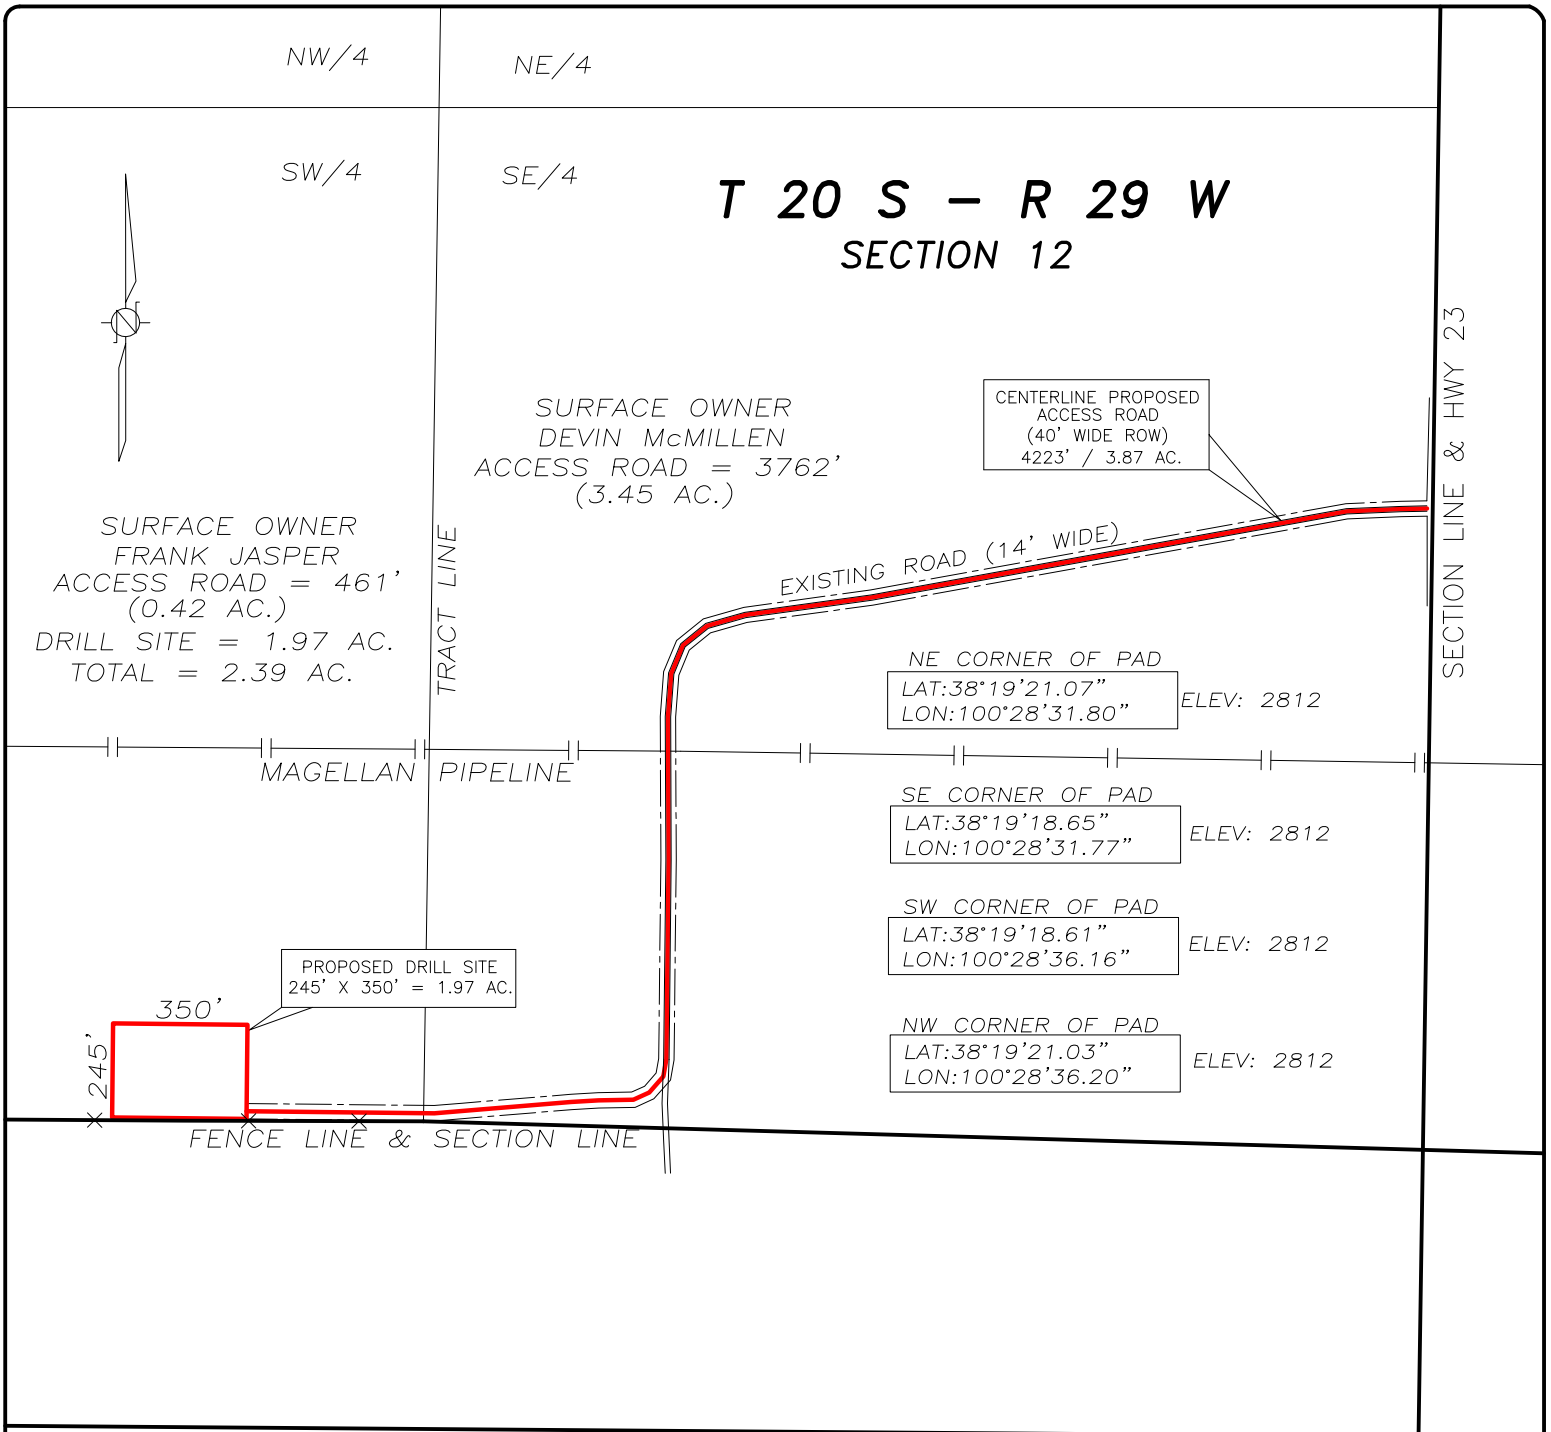 NW/4
NE/4
SW/4
SE/4
T 20 S - R 29 W
SECTION 12
SECTION LINE & HWY 23
CENTERLINE PROPOSED
ACCESS ROAD
(40' WIDE ROW)
4223' / 3.87 AC.
SURFACE OWNER
DEVIN McMILLEN
ACCESS ROAD = 3762'
(3.45 AC.)
SURFACE OWNER
FRANK JASPER
ACCESS ROAD = 461'
(0.42 AC.)
DRILL SITE = 1.97 AC.
TOTAL = 2.39 AC.
TRACT LINE
EXISTING ROAD (14' WIDE)
NE CORNER OF PAD
LAT:38°19'21.07"
LON:100°28'31.80"
ELEV: 2812
MAGELLAN PIPELINE
SE CORNER OF PAD
LAT:38°19'18.65"
LON:100°28'31.77"
ELEV: 2812
SW CORNER OF PAD
LAT:38°19'18.61"
LON:100°28'36.16"
ELEV: 2812
PROPOSED DRILL SITE
245' X 350' = 1.97 AC.
350'
245'
NW CORNER OF PAD
LAT:38°19'21.03"
LON:100°28'36.20"
ELEV: 2812
FENCE LINE & SECTION LINE